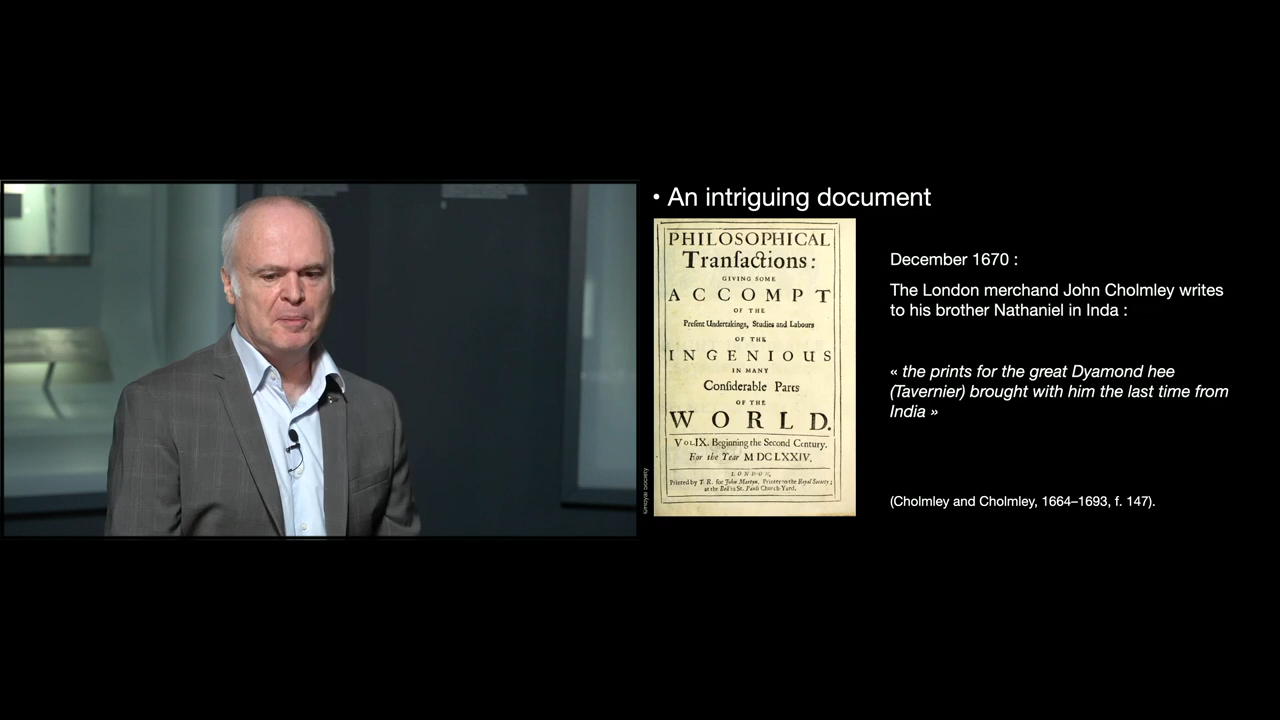 • An intriguing document
PHILOSOPHICAL
Tranſactions:
GIVING SOME
ACCOMPT
OF THE
Preſent Undertakings, Studies and Labours
OF THE
INGENIOUS
IN MANY
Conſiderable Parts
OF THE
WORLD.
Vol IX. Beginning the Second Century.
For the Year MDCLXXIV.
LONDON,
Printed by T. R. for John Martyn, Printer to the Royal Society;
at the Bell in St. Pauls Church-Yard.
©Royal Society
December 1670 :
The London merchand John Cholmley writes
to his brother Nathaniel in Inda :
« the prints for the great Dyamond hee
(Tavernier) brought with him the last time from
India »
(Cholmley and Cholmley, 1664–1693, f. 147).